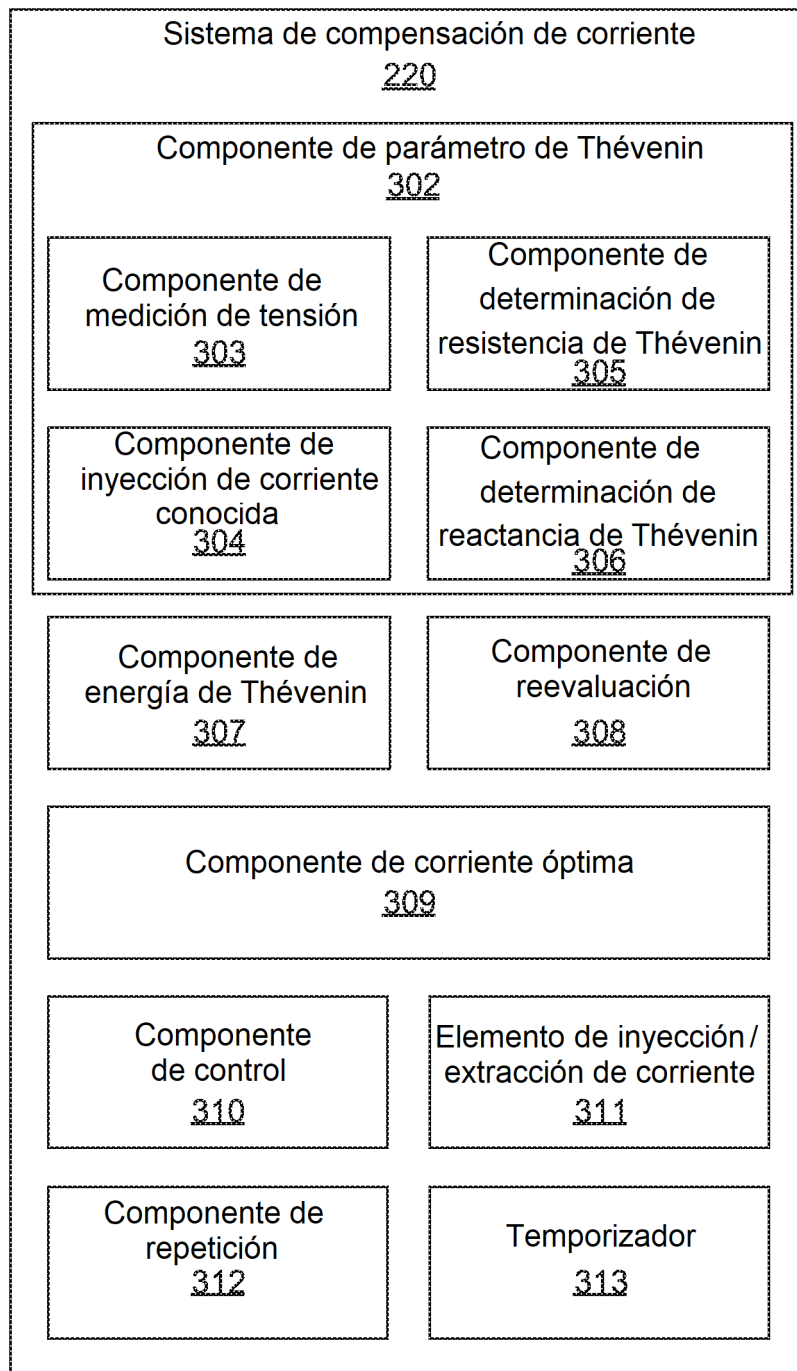 Sistema de compensación de corriente
220
Componente de parámetro de Thévenin
302
Componente de
medición de tensión
303
Componente de
determinación de
resistencia de Thévenin
305
Componente de
inyección de corriente
conocida
304
Componente de
determinación de
reactancia de Thévenin
306
Componente de
energía de Thévenin
307
Componente de
reevaluación
308
Componente de corriente óptima
309
Componente
de control
310
Elemento de inyección /
extracción de corriente
311
Componente de
repetición
312
Temporizador
313